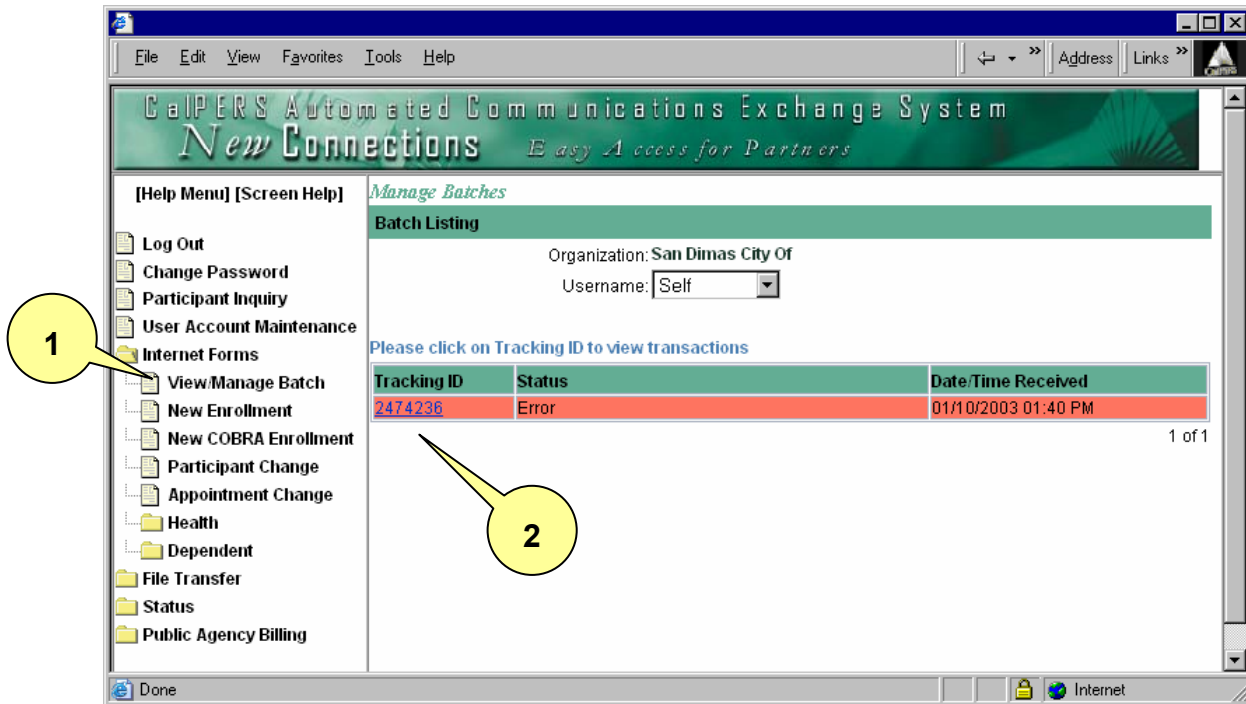 File Edit View Favorites Tools Help » Address Links » CalPERS
CalPERS Automated Communications Exchange System
New Connections Easy Access for Partners
[Help Menu] [Screen Help]
Log Out
Change Password
Participant Inquiry
User Account Maintenance
Internet Forms
View/Manage Batch
New Enrollment
New COBRA Enrollment
Participant Change
Appointment Change
Health
Dependent
File Transfer
Status
Public Agency Billing
1
Manage Batches
Batch Listing
Organization: San Dimas City Of
Username: Self
Please click on Tracking ID to view transactions
Tracking ID Status Date/Time Received
2474236 Error 01/10/2003 01:40 PM
1 of 1
2
Done Internet